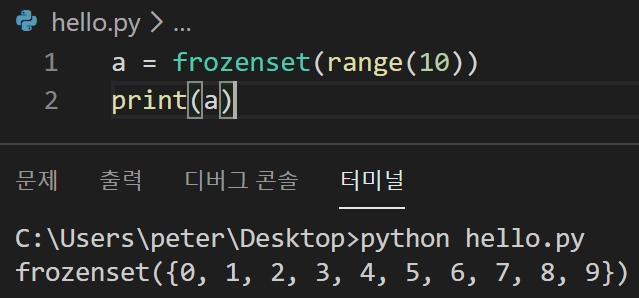 hello.py > ...
1 a = frozenset(range(10))
2 print(a)
문제 출력 디버그 콘솔 터미널
C:\Users\peter\Desktop>python hello.py
frozenset({0, 1, 2, 3, 4, 5, 6, 7, 8, 9})